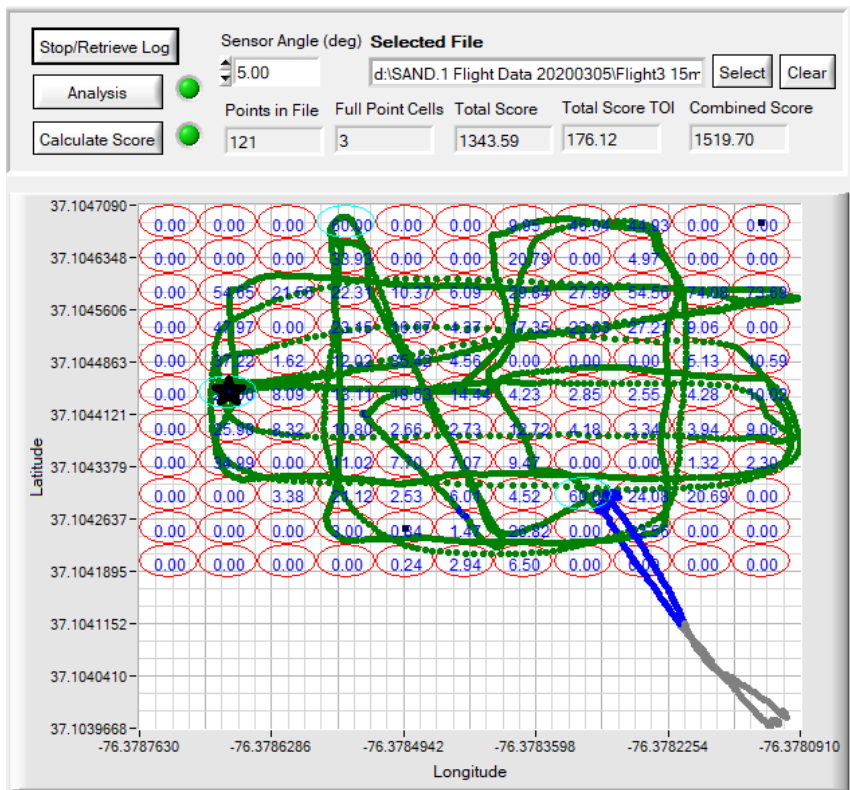 Stop/Retrieve Log
Sensor Angle (deg) Selected File
5.00
d:\SAND.1 Flight Data 20200305\Flight3 15m
Select
Clear
Analysis
Points in File Full Point Cells Total Score Total Score TOI Combined Score
Calculate Score
121 3 1343.59 176.12 1519.70
37.1047090
0.00 0.00 0.00 0.00 0.00 0.00 0.00
37.1046348
0.00 0.00 0.00 0.00 0.00 20.79 0.00 4.97 0.00 0.00
0.00 22.31 10.37 6.09 27.98 54.56
37.1045606
0.00 0.00 27.21 9.06 0.00
37.1044863
0.00 1.62 4.56 0.00 0.00 0.00 5.13 10.59
0.00 8.09 13.11 4.23 2.85 2.55 4.28
37.1044121
0.00 8.32 10.80 2.66 2.73 12.72 4.18 3.34 3.94 9.06
37.1043379
0.00 0.00 11.02 0.00 0.00 1.32 2.39
0.00 0.00 3.38 2.53 4.52 20.69 0.00
37.1042637
0.00 0.00 0.00 0.00 0.00 0.00
37.1041895
0.00 0.00 0.00 0.00 0.24 2.94 6.50 0.00 0.00 0.00
37.1041152
37.1040410
37.1039668
-76.3787630 -76.3786286 -76.3784942 -76.3783598 -76.3782254 -76.3780910
Latitude
Longitude